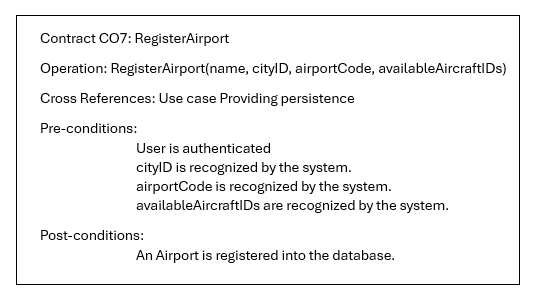 Contract CO7: RegisterAirport
Operation: RegisterAirport(name, cityID, airportCode, availableAircraftIDs)
Cross References: Use case Providing persistence
Pre-conditions:
User is authenticated
cityID is recognized by the system.
airportCode is recognized by the system.
availableAircraftIDs are recognized by the system.
Post-conditions:
An Airport is registered into the database.